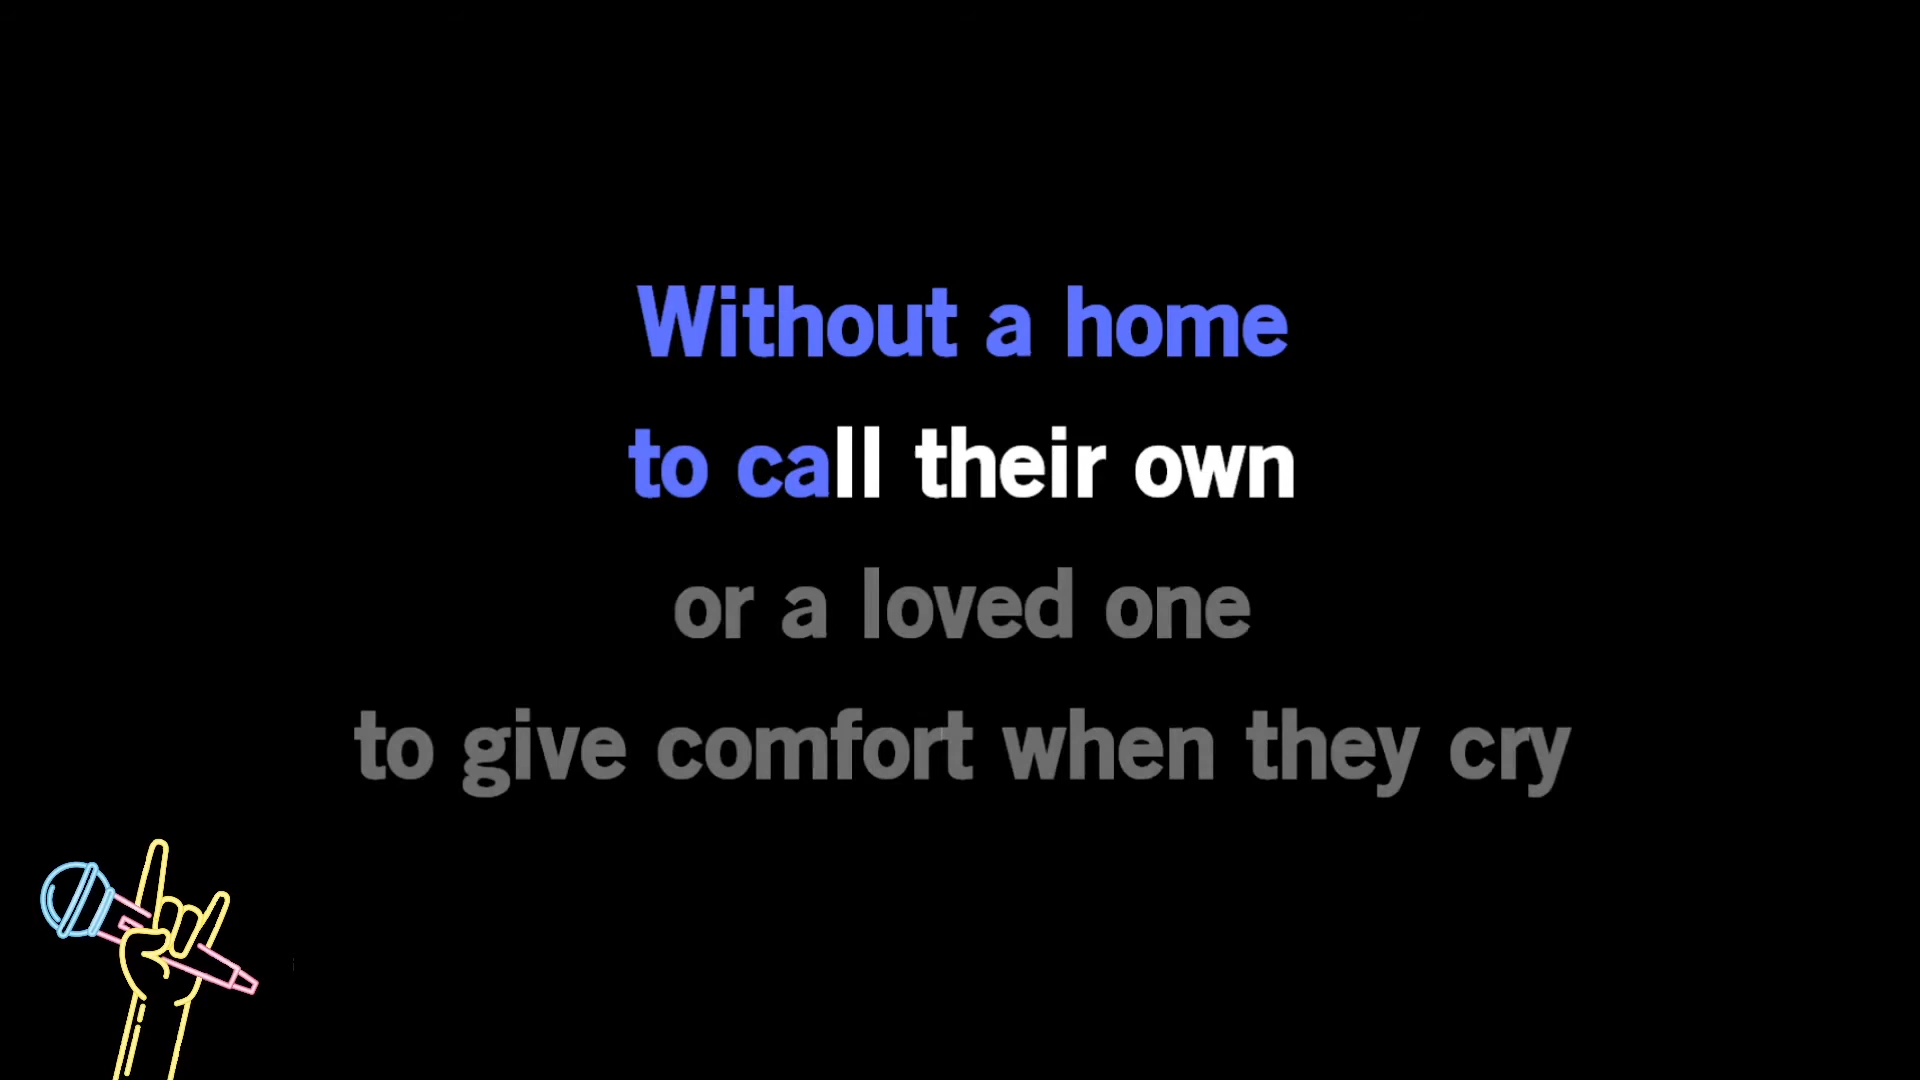 Without a home
to call their own
or a loved one
to give comfort when they cry